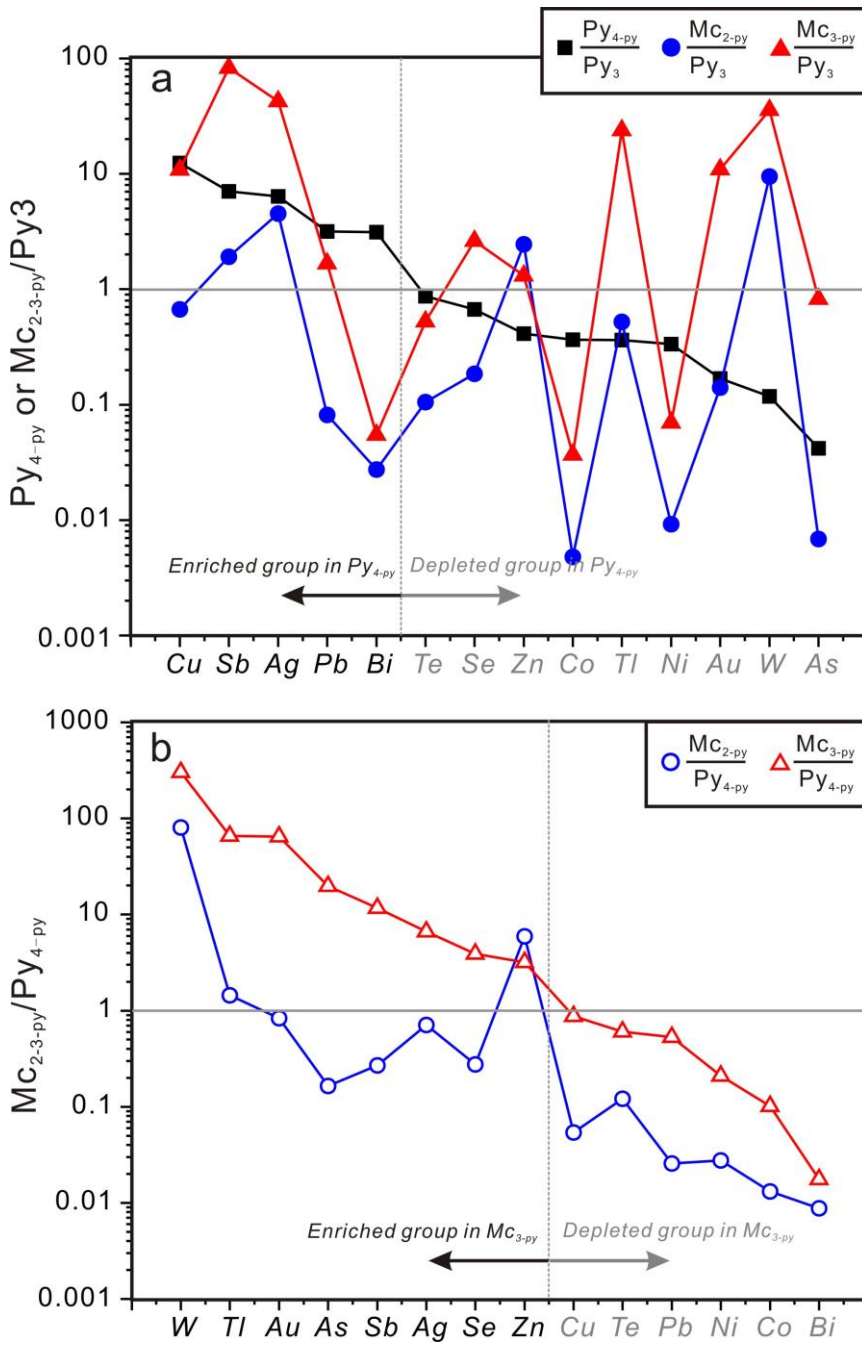 a
Py4-py Mc2-py Mc3-py
Py3 Py3 Py3
100
10
1
0.1
0.01
0.001
Py4-py or Mc2-3-py/Py3
Enriched group in Py4-py Depleted group in Py4-py
Cu Sb Ag Pb Bi Te Se Zn Co Tl Ni Au W As
b
Mc2-py Mc3-py
Py4-py Py4-py
1000
100
10
1
0.1
0.01
0.001
Mc2-3-py/Py4-py
Enriched group in Mc3-py Depleted group in Mc3-py
W Tl Au As Sb Ag Se Zn Cu Te Pb Ni Co Bi